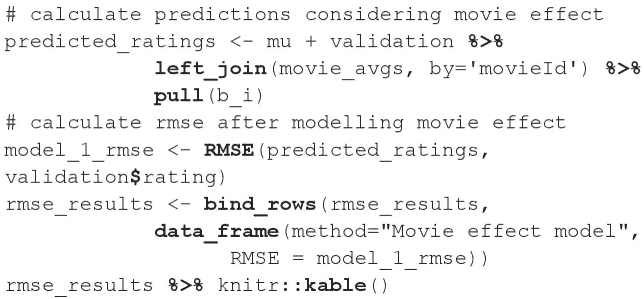 # calculate predictions considering movie effect
predicted_ratings <- mu + validation %>%
left_join(movie_avgs, by='movieId') %>%
pull(b_i)
# calculate rmse after modelling movie effect
model_1_rmse <- RMSE(predicted_ratings,
validation$rating)
rmse_results <- bind_rows(rmse_results,
data_frame(method="Movie effect model",
RMSE = model_1_rmse))
rmse_results %>% knitr::kable()